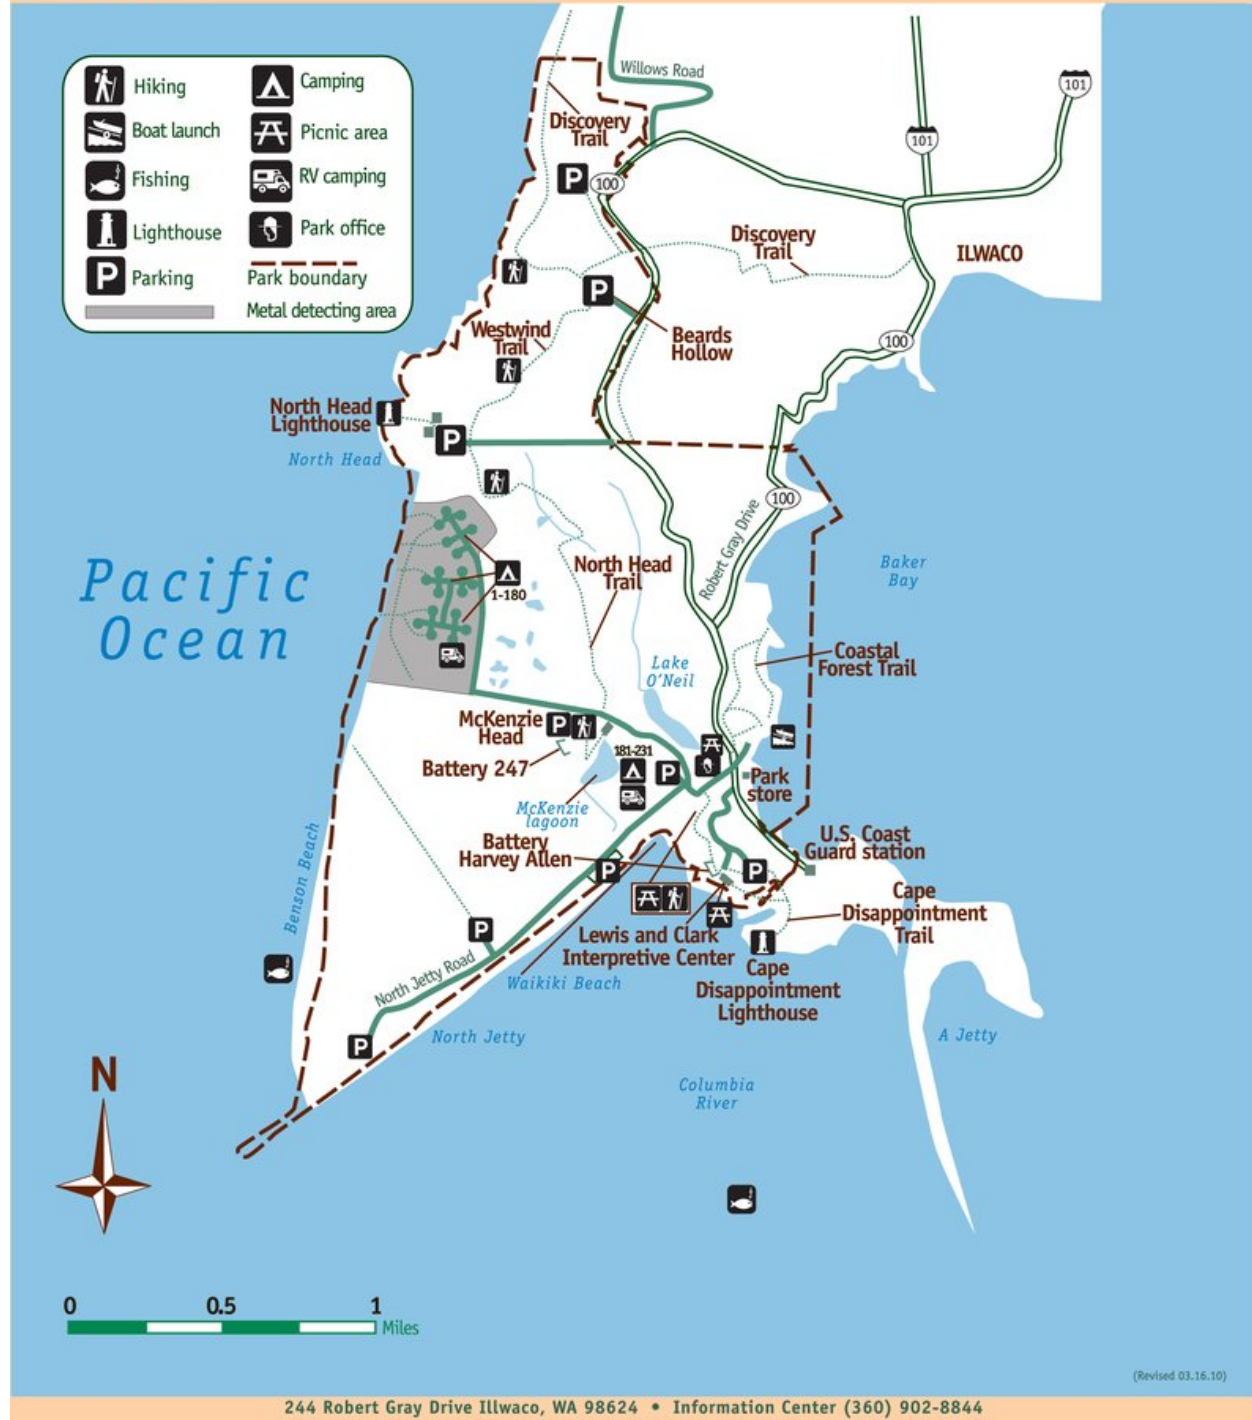 Hiking
Boat launch
Fishing
Lighthouse
P Parking
Camping
Picnic area
RV camping
Park office
Park boundary
Metal detecting area
Willows Road
Discovery
Trail
P
100
101
101
Discovery
Trail
ILWACO
P
Westwind
Trail
Beards
Hollow
100
North Head
Lighthouse
P
North Head
100
Robert Gray Drive
Pacific
Ocean
North Head
Trail
1-180
Baker
Bay
Coastal
Forest Trail
Lake
O'Neil
McKenzie
Head
P
Battery 247
181-231
P
Park
store
McKenzie
lagoon
Battery
Harvey Allen
P
P
U.S. Coast
Guard station
Benson Beach
Cape
Disappointment
Trail
P
Lewis and Clark
Interpretive Center
North Jetty Road
Waikiki Beach
Cape
Disappointment
Lighthouse
P
North Jetty
A Jetty
Columbia
River
N
0 0.5 1
Miles
(Revised 03.16.10)
244 Robert Gray Drive Illwaco, WA 98624 • Information Center (360) 902-8844